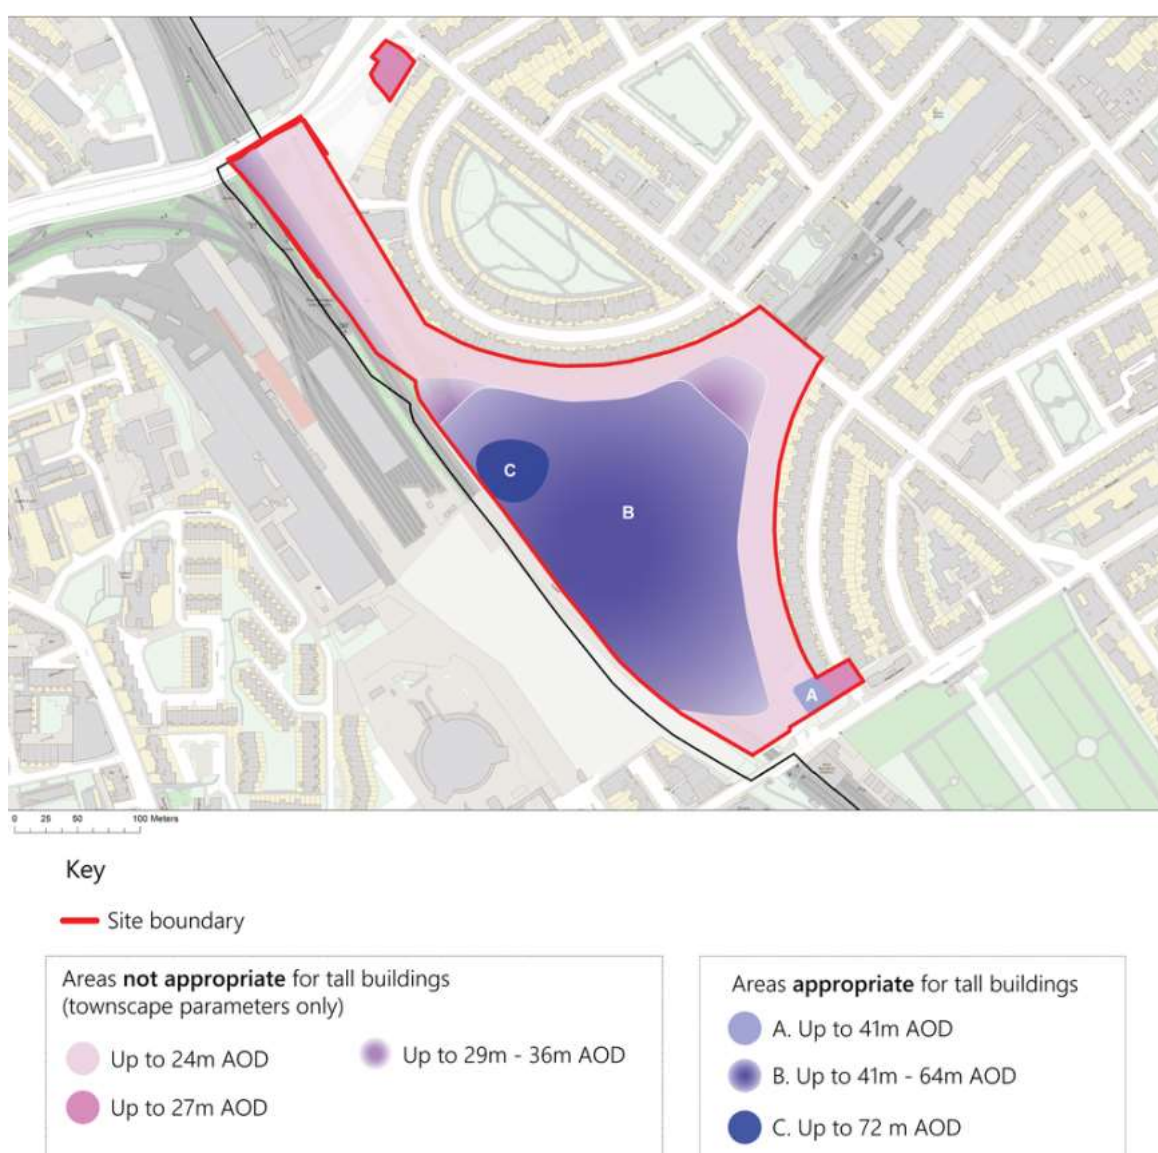 C
B
A
0 25 50 100 Meters
Key
Site boundary
Areas not appropriate for tall buildings
(townscape parameters only)
Up to 24m AOD
Up to 29m - 36m AOD
Up to 27m AOD
Areas appropriate for tall buildings
A. Up to 41m AOD
B. Up to 41m - 64m AOD
C. Up to 72 m AOD